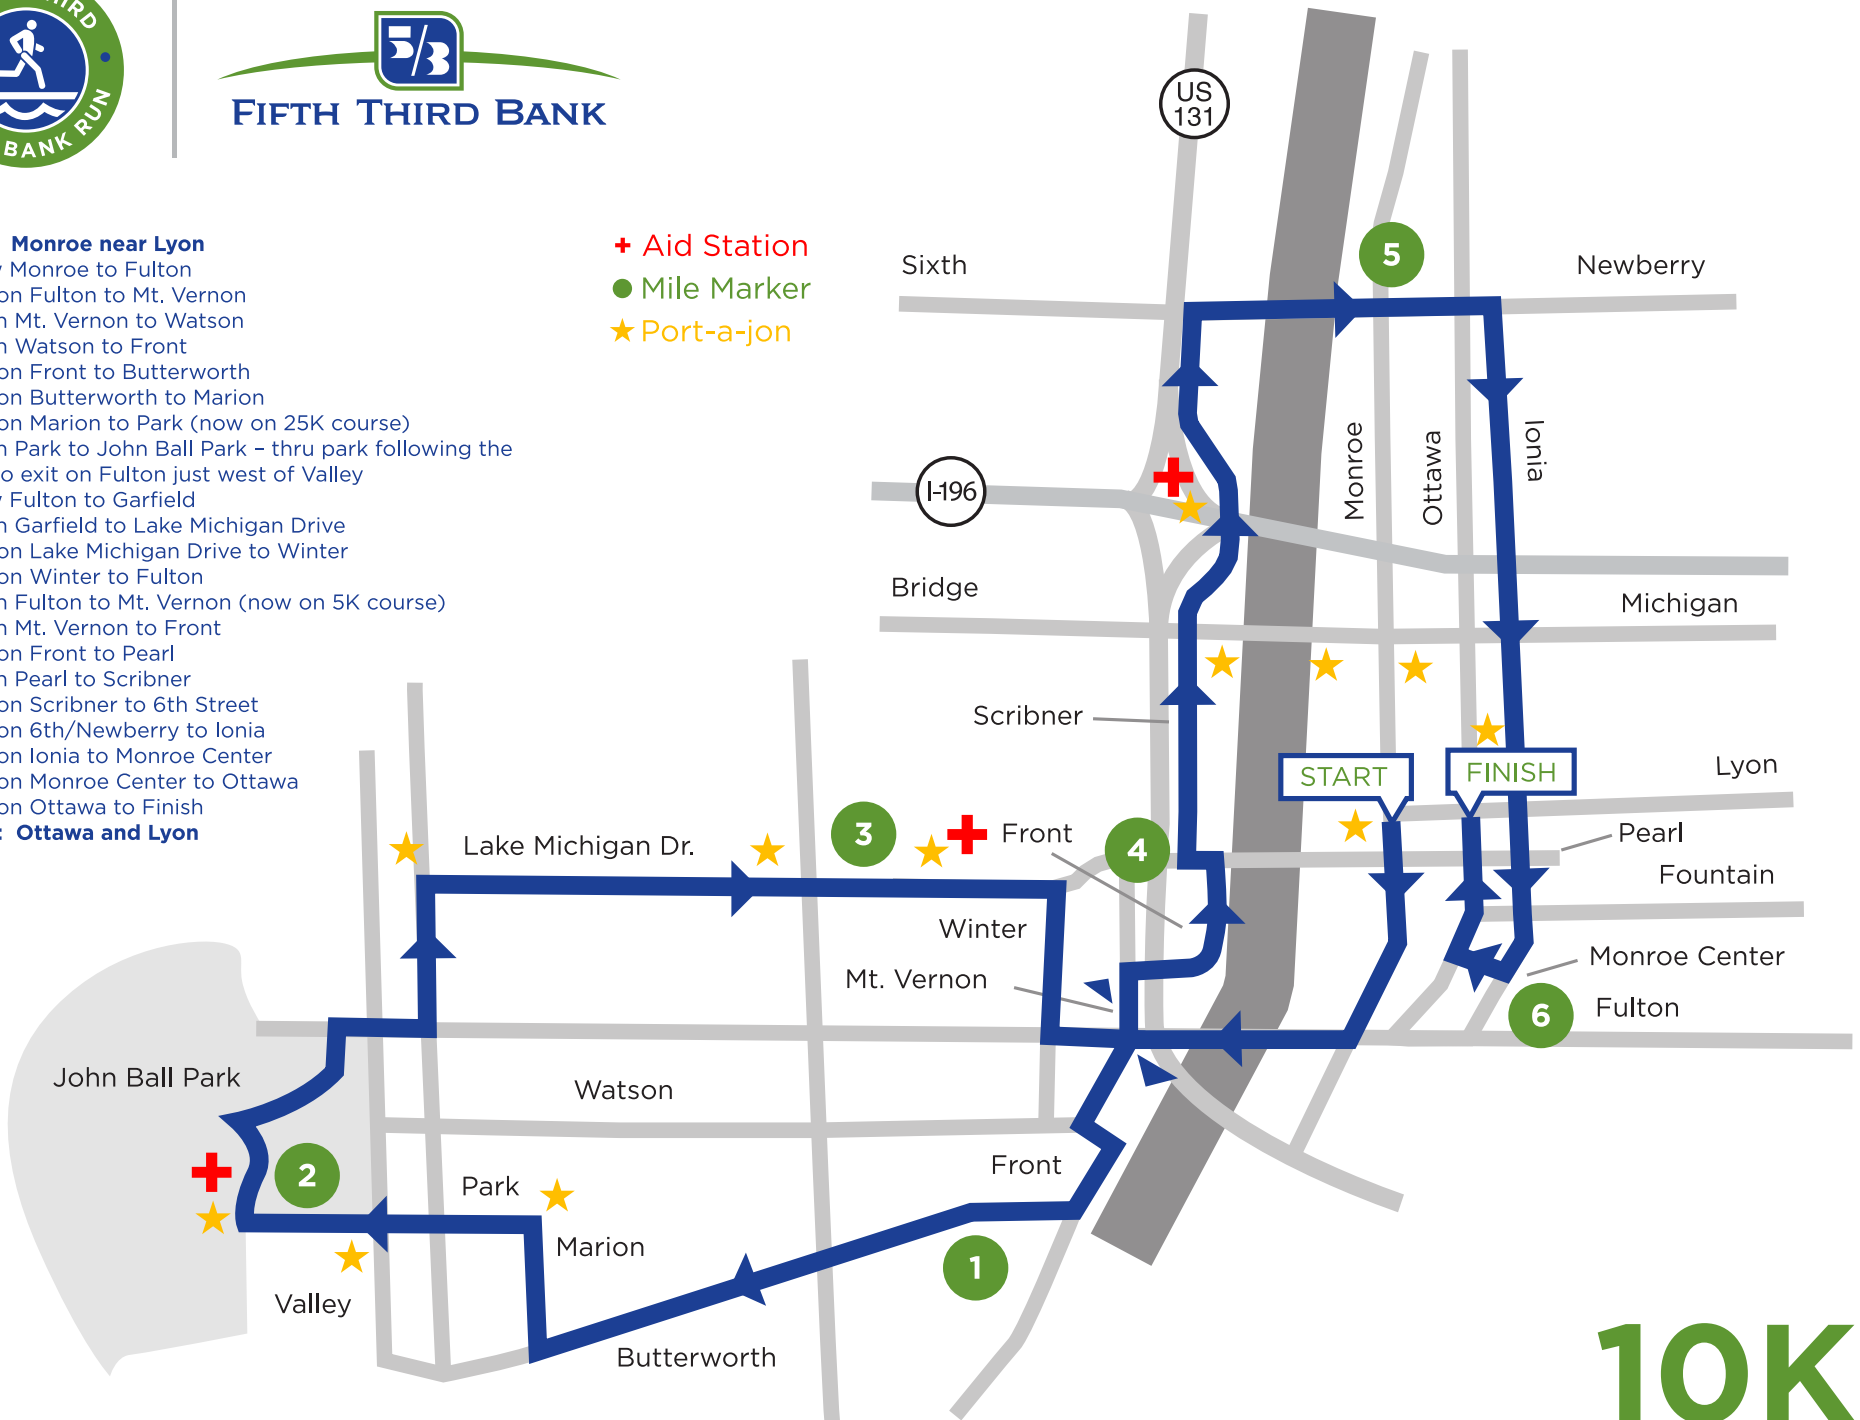 BANK RUN
5/3
FIFTH THIRD BANK
Monroe near Lyon
Monroe to Fulton
on Fulton to Mt. Vernon
Mt. Vernon to Watson
Watson to Front
on Front to Butterworth
on Butterworth to Marion
on Marion to Park (now on 25K course)
Park to John Ball Park – thru park following the
exit on Fulton just west of Valley
Fulton to Garfield
Garfield to Lake Michigan Drive
on Lake Michigan Drive to Winter
on Winter to Fulton
Fulton to Mt. Vernon (now on 5K course)
Mt. Vernon to Front
on Front to Pearl
Pearl to Scribner
on Scribner to 6th Street
on 6th/Newberry to Ionia
on Ionia to Monroe Center
on Monroe Center to Ottawa
on Ottawa to Finish
: Ottawa and Lyon
Aid Station
Mile Marker
Port-a-jon
US
131
Sixth
5
Newberry
Monroe
Ottawa
Ionia
I-196
Bridge
Michigan
Scribner
START
FINISH
Lyon
Lake Michigan Dr.
3
Front
4
Pearl
Fountain
Winter
Mt. Vernon
Monroe Center
6
Fulton
John Ball Park
Watson
2
Park
Front
Marion
1
Valley
Butterworth
10K